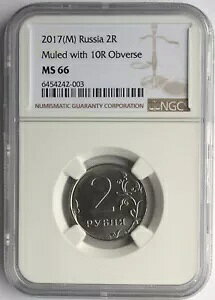 2017(M) Russia 2R
Muled with 10R Obverse
MS 66
6454242-003
NUMISMATIC GUARANTY CORPORATION
NGC
2
РУБЛЯ